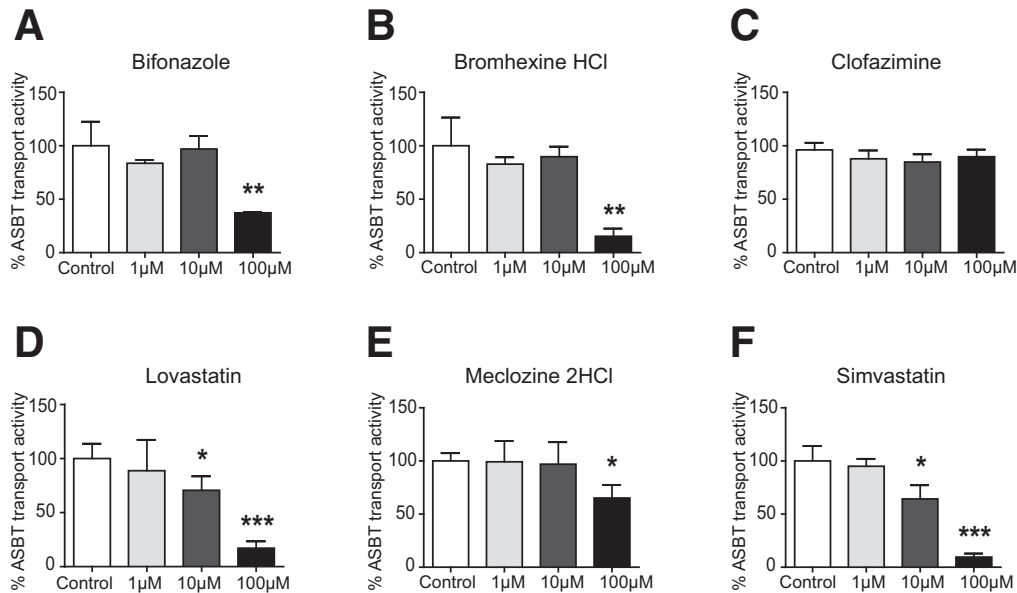 A
Bifonazole
% ASBT transport activity
150
100
50
0
**
Control 1µM 10µM 100µM
B
Bromhexine HCl
% ASBT transport activity
150
100
50
0
**
Control 1µM 10µM 100µM
C
Clofazimine
% ASBT transport activity
150
100
50
0
Control 1µM 10µM 100µM
D
Lovastatin
% ASBT transport activity
150
100
50
0
*
***
Control 1µM 10µM 100µM
E
Meclozine 2HCl
% ASBT transport activity
150
100
50
0
*
Control 1µM 10µM 100µM
F
Simvastatin
% ASBT transport activity
150
100
50
0
*
***
Control 1µM 10µM 100µM